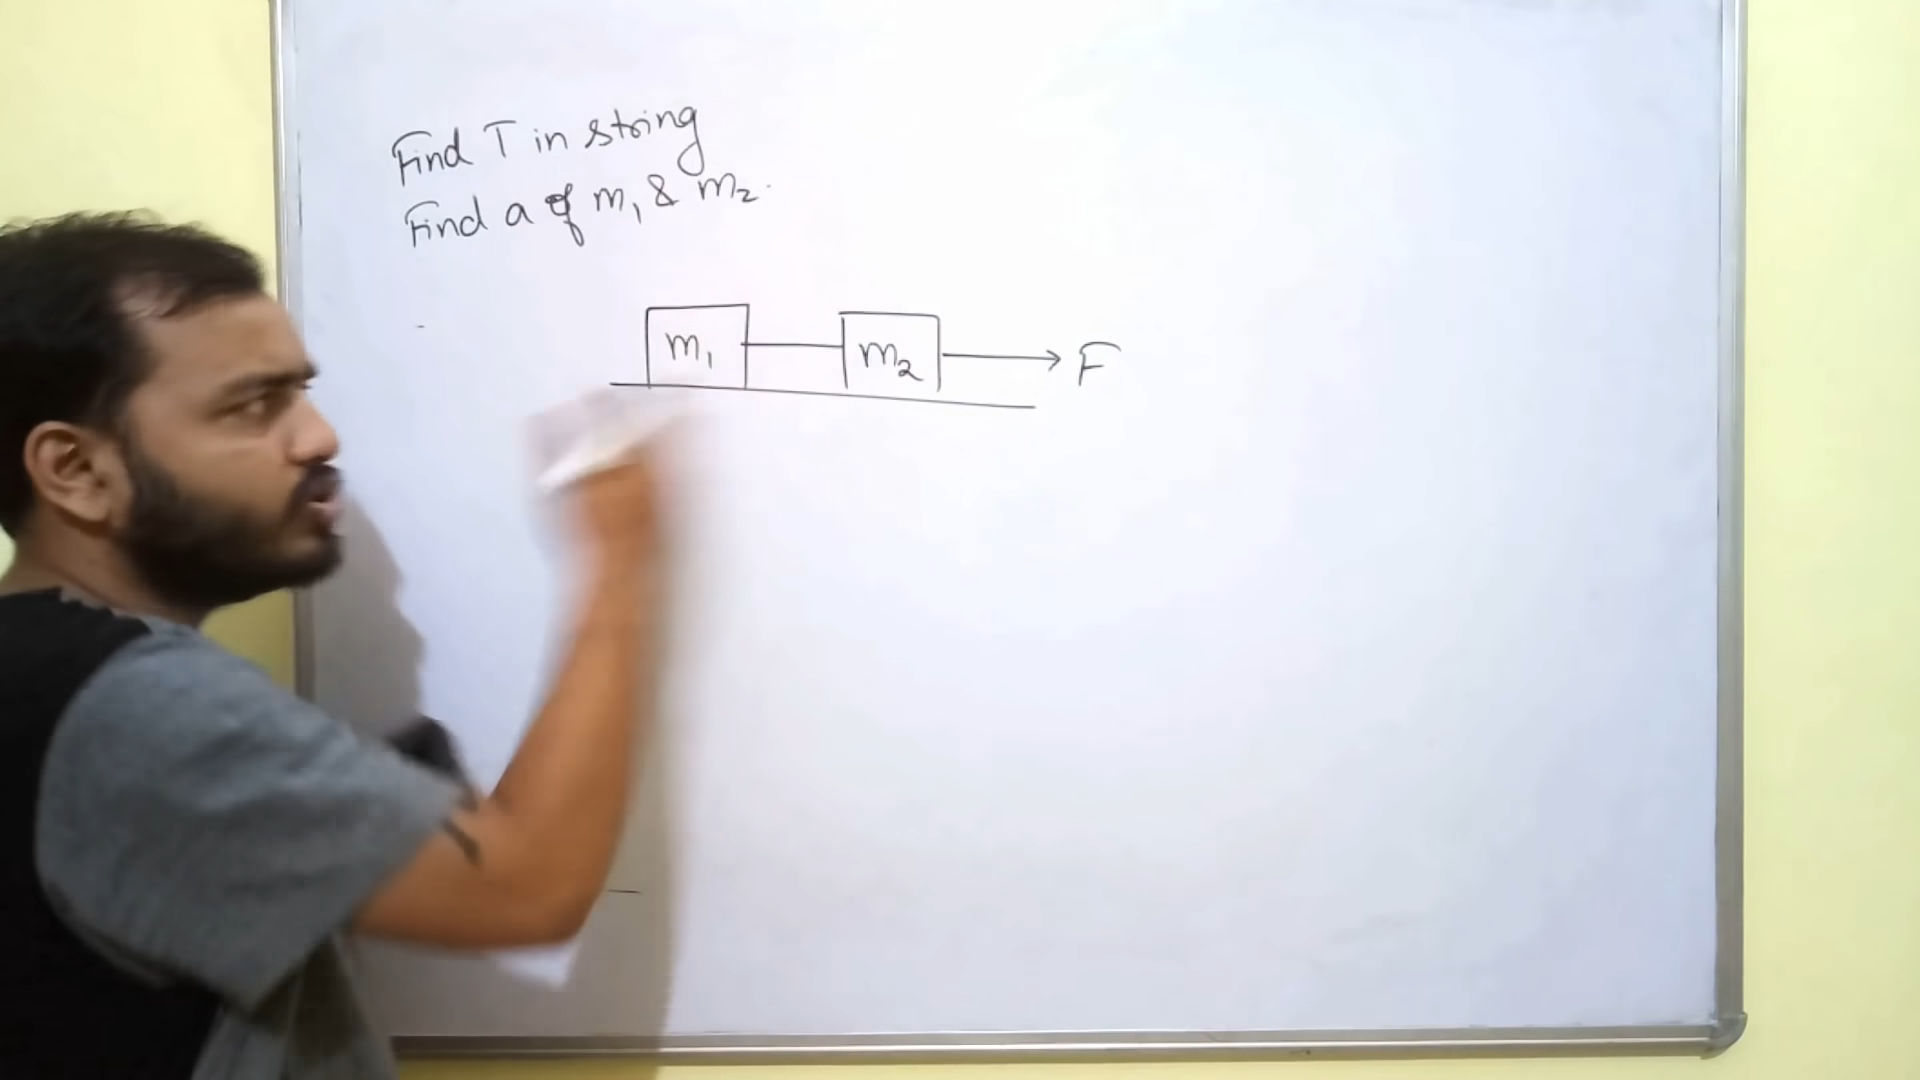 Find T in string
Find a of m₁ & m₂.
m₁ m₂ F